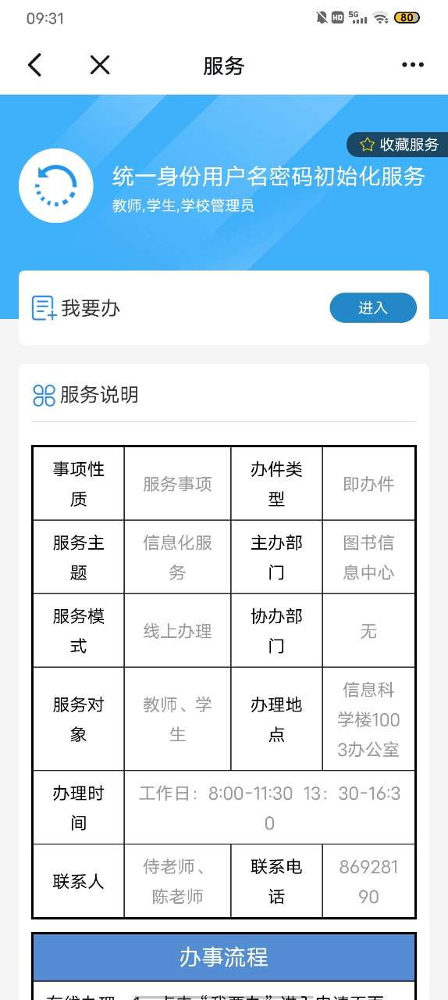 09:31
HD 5G 80
服务
收藏服务
统一身份用户名密码初始化服务
教师,学生,学校管理员
我要办
进入
服务说明
事项性质
服务事项
办件类型
即办件
服务主题
信息化服务
主办部门
图书信息中心
服务模式
线上办理
协办部门
无
服务对象
教师、学生
办理地点
信息科学楼1003办公室
办理时间
工作日：8:00-11:30 13：30-16:30
联系人
侍老师、陈老师
联系电话
86928190
办事流程